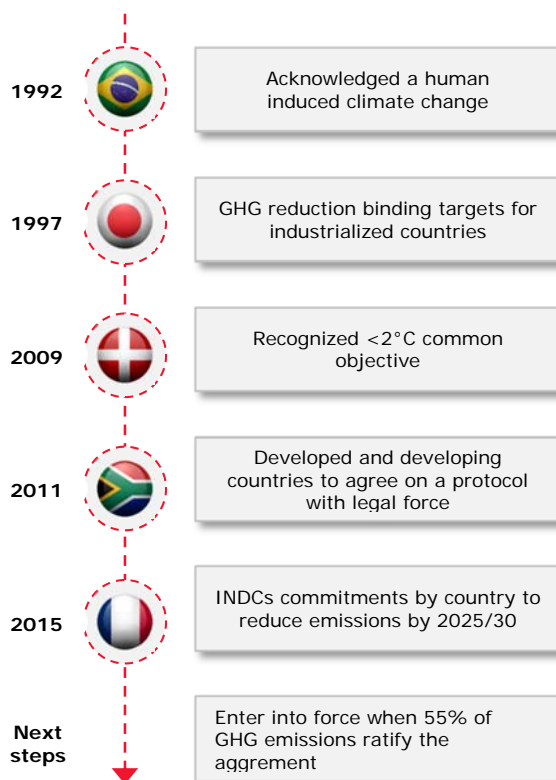 1992
Acknowledged a human
induced climate change
1997
GHG reduction binding targets for
industrialized countries
2009
Recognized <2°C common
objective
2011
Developed and developing
countries to agree on a protocol
with legal force
2015
INDCs commitments by country to
reduce emissions by 2025/30
Next
steps
Enter into force when 55% of
GHG emissions ratify the
aggrement